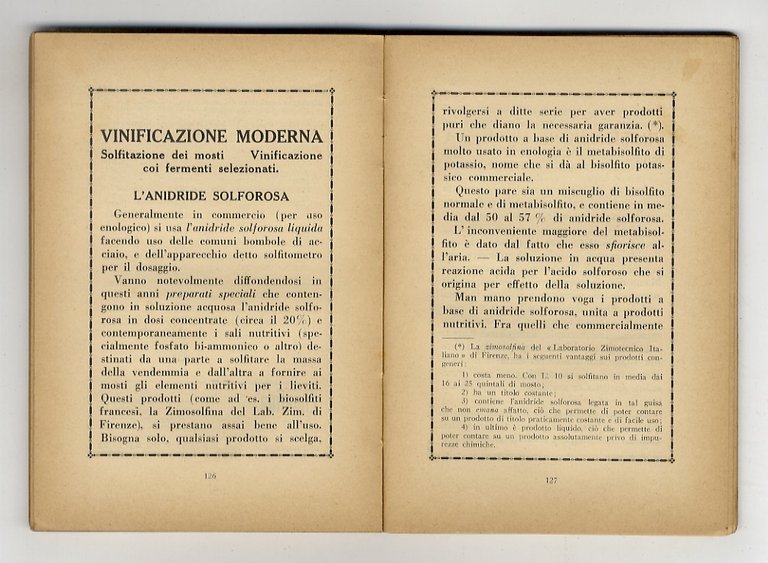 VINIFICAZIONE MODERNA
Solfitazione dei mosti Vinificazione
coi fermenti selezionati.
L'ANIDRIDE SOLFOROSA
Generalmente in commercio (per uso
enologico) si usa l'anidride solforosa liquida
facendo uso delle comuni bombole di ac-
ciaio, e dell'apparecchio detto solfitometro
per il dosaggio.
Vanno notevolmente diffondendosi in
questi anni preparati speciali che conten-
gono in soluzione acquosa l'anidride solfo-
rosa in dosi concentrate (circa il 20%) e
contemporaneamente i sali nutritivi (spe-
cialmente fosfato bi-ammonico o altro) de-
stinati da una parte a solfitare la massa
della vendemmia e dall'altra a fornire ai
mosti gli elementi nutritivi per i lieviti.
Questi prodotti (come ad es. i biosolfiti
francesi, la Zimosolfina del Lab. Zim. di
Firenze), si prestano assai bene all'uso.
Bisogna solo, qualsiasi prodotto si scelga.
126
rivolgersi a ditte serie per aver prodotti
puri che diano la necessaria garanzia. (*).
Un prodotto a base di anidride solforosa
molto usato in enologia è il metabisolfito di
potassio, nome che si dà al bisolfito potas-
sico commerciale.
Questo pare sia un miscuglio di bisolfito
normale e di metabisolfito, e contiene in me-
dia dal 50 al 57 % di anidride solforosa.
L'inconveniente maggiore del metabisol-
fito è dato dal fatto che esso sfiorisce al-
l'aria. — La soluzione in acqua presenta
reazione acida per l'acido solforoso che si
origina per effetto della soluzione.
Man mano prendono voga i prodotti a
base di anidride solforosa, unita a prodotti
nutritivi. Fra quelli che commercialmente
(*) La zimosolfina del «Laboratorio Zimotecnico Ita-
liano» di Firenze, ha i seguenti vantaggi sui prodotti con-
generi:
1) costa meno. Con L. 10 si solfitano in media dai
16 ai 25 quintali di mosto;
2) ha un titolo costante;
3) contiene l'anidride solforosa legata in tal guisa
che non emana affatto, ciò che permette di poter contare
su un prodotto di titolo praticamente costante e di facile uso;
4) in ultimo è prodotto liquido, ciò che permette di
poter contare su un prodotto assolutamente privo di impu-
rezze chimiche.
127